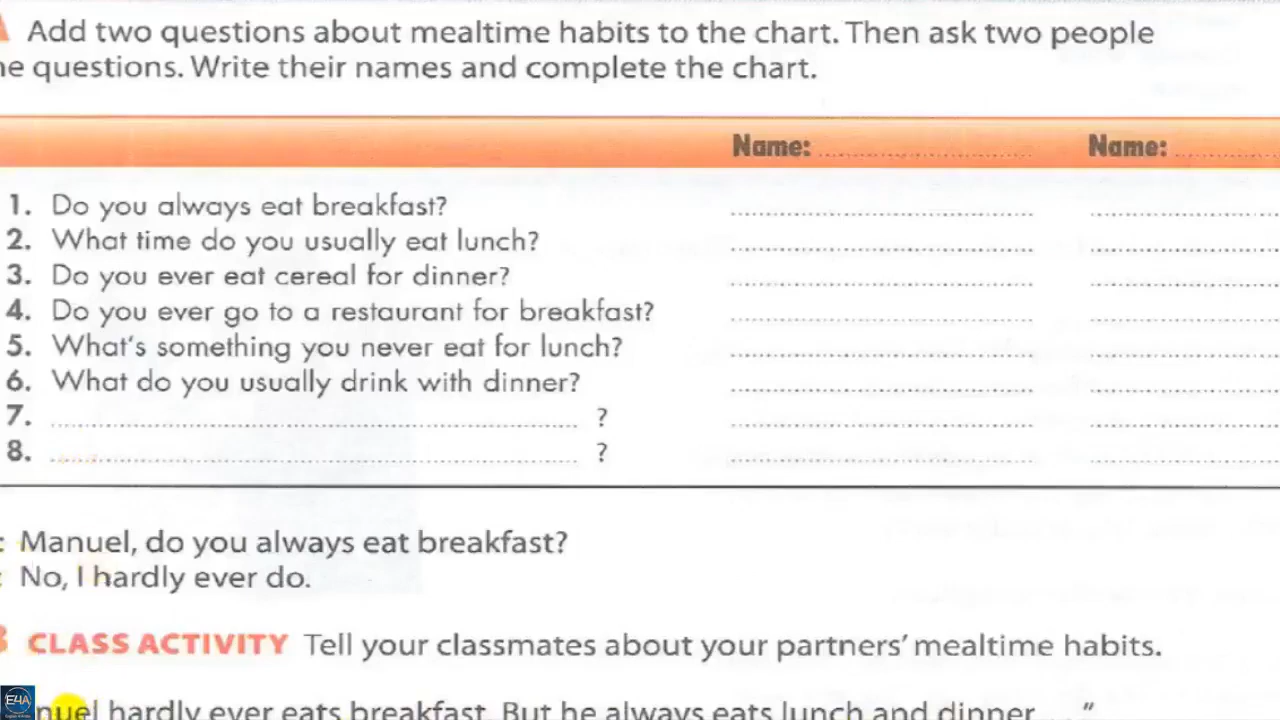 Add two questions about mealtime habits to the chart. Then ask two people
questions. Write their names and complete the chart.
Name: Name:
1. Do you always eat breakfast?
2. What time do you usually eat lunch?
3. Do you ever eat cereal for dinner?
4. Do you ever go to a restaurant for breakfast?
5. What's something you never eat for lunch?
6. What do you usually drink with dinner?
7. ?
8. ?
: Manuel, do you always eat breakfast?
: No, I hardly ever do.
CLASS ACTIVITY Tell your classmates about your partners' mealtime habits.
E4A
hardly ever eats breakfast. But he always eats lunch and dinner . . . ."